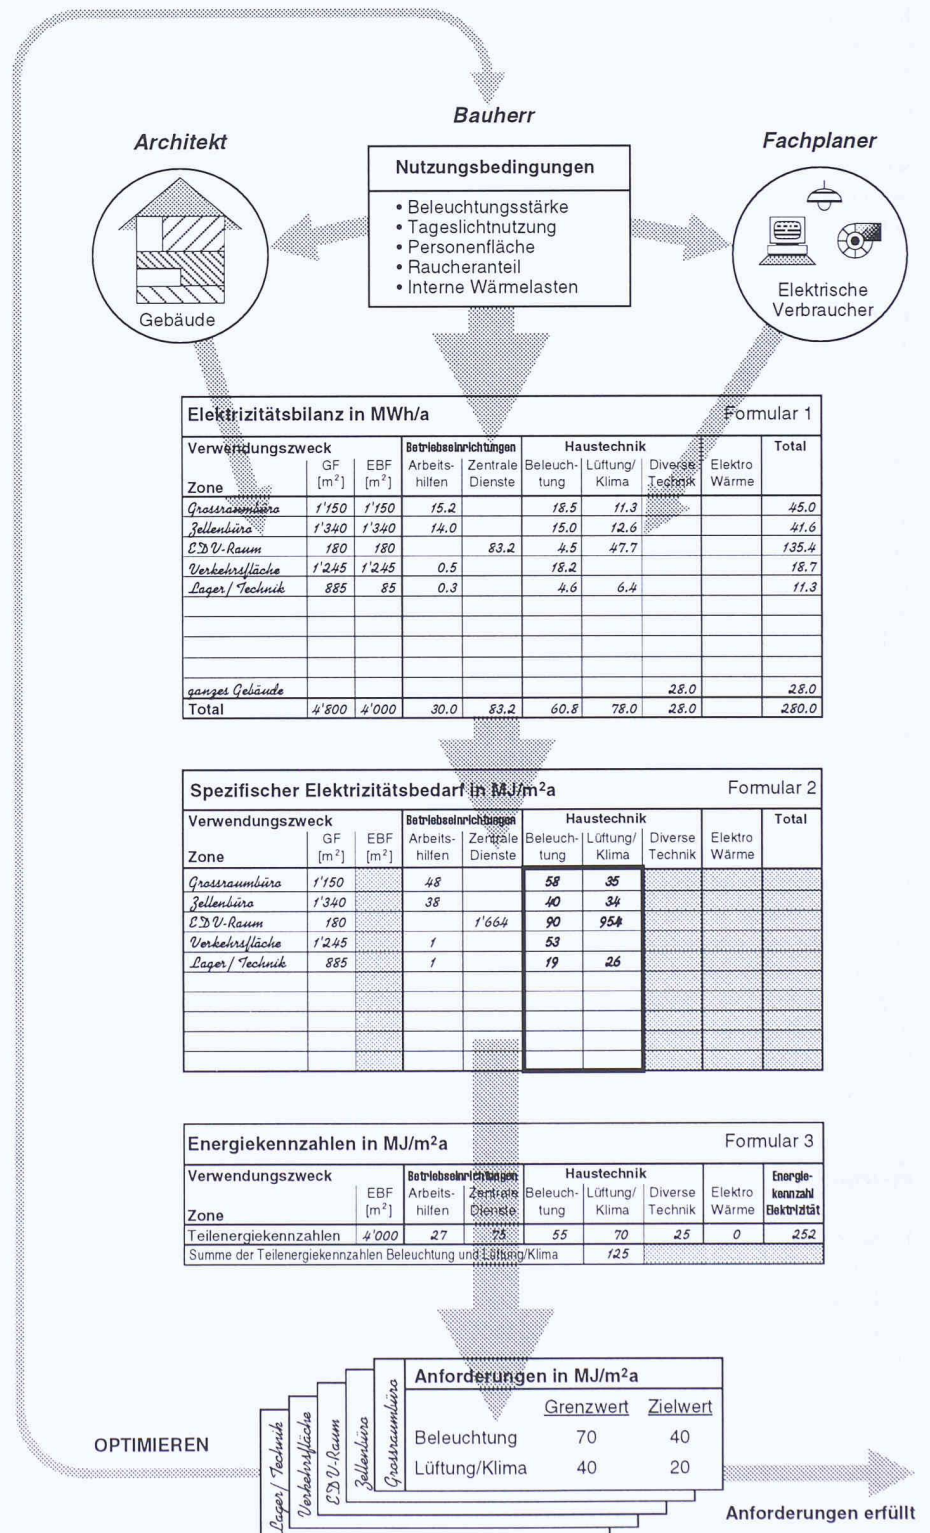 Bauherr
Architekt
Fachplaner
Nutzungsbedingungen
• Beleuchtungsstärke
• Tageslichtnutzung
• Personenfläche
• Raucheranteil
• Interne Wärmelasten
Gebäude
Elektrische
Verbraucher
Elektrizitätsbilanz in MWh/a Formular 1
Verwendungszweck Betriebseinrichtungen Haustechnik Total
GF EBF Arbeits- Zentrale Beleuch- Lüftung/ Diverse Elektro
Zone [m²] [m²] hilfen Dienste tung Klima Technik Wärme
Grossraumbüro 1'150 1'150 15.2 18.5 11.3 45.0
Zellenbüro 1'340 1'340 14.0 15.0 12.6 41.6
EDV-Raum 180 180 83.2 4.5 47.7 135.4
Verkehrsfläche 1'245 1'245 0.5 18.2 18.7
Lager/Technik 885 85 0.3 4.6 6.4 11.3
ganzes Gebäude 28.0 28.0
Total 4'800 4'000 30.0 83.2 60.8 78.0 28.0 280.0
Spezifischer Elektrizitätsbedarf in MJ/m²a Formular 2
Verwendungszweck Betriebseinrichtungen Haustechnik Total
GF EBF Arbeits- Zentrale Beleuch- Lüftung/ Diverse Elektro
Zone [m²] [m²] hilfen Dienste tung Klima Technik Wärme
Grossraumbüro 1'150 48 58 35
Zellenbüro 1'340 38 40 34
EDV-Raum 180 1'664 90 954
Verkehrsfläche 1'245 1 53
Lager/Technik 885 1 19 26
Energiekennzahlen in MJ/m²a Formular 3
Verwendungszweck Betriebseinrichtungen Haustechnik Energie-
EBF Arbeits- Zentrale Beleuch- Lüftung/ Diverse Elektro kennzahl
Zone [m²] hilfen Dienste tung Klima Technik Wärme Elektrizität
Teilenergiekennzahlen 4'000 27 75 55 70 25 0 252
Summe der Teilenergiekennzahlen Beleuchtung und Lüftung/Klima 125
Anforderungen in MJ/m²a
Grenzwert Zielwert
Beleuchtung 70 40
Lüftung/Klima 40 20
Grossraumbüro
Zellenbüro
EDV-Raum
Verkehrsfläche
Lager/Technik
OPTIMIEREN
Anforderungen erfüllt